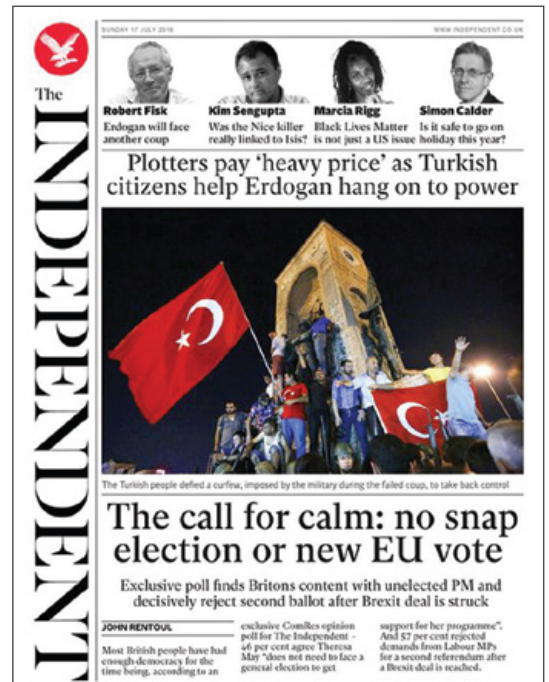 SUNDAY 17 JULY 2016
WWW.INDEPENDENT.CO.UK
The
INDEPENDENT
Robert Fisk
Erdogan will face
another coup
Kim Sengupta
Was the Nice killer
really linked to Isis?
Marcia Rigg
Black Lives Matter
is not just a US issue
Simon Calder
Is it safe to go on
holiday this year?
Plotters pay ‘heavy price’ as Turkish
citizens help Erdogan hang on to power
The Turkish people defied a curfew, imposed by the military during the failed coup, to take back control
The call for calm: no snap
election or new EU vote
Exclusive poll finds Britons content with unelected PM and
decisively reject second ballot after Brexit deal is struck
JOHN RENTOUL
Most British people have had
enough democracy for the
time being, according to an
exclusive ComRes opinion
poll for The Independent –
46 per cent agree Theresa
May “does not need to face a
general election to get
support for her programme”.
And 57 per cent rejected
demands from Labour MPs
for a second referendum after
a Brexit deal is reached.